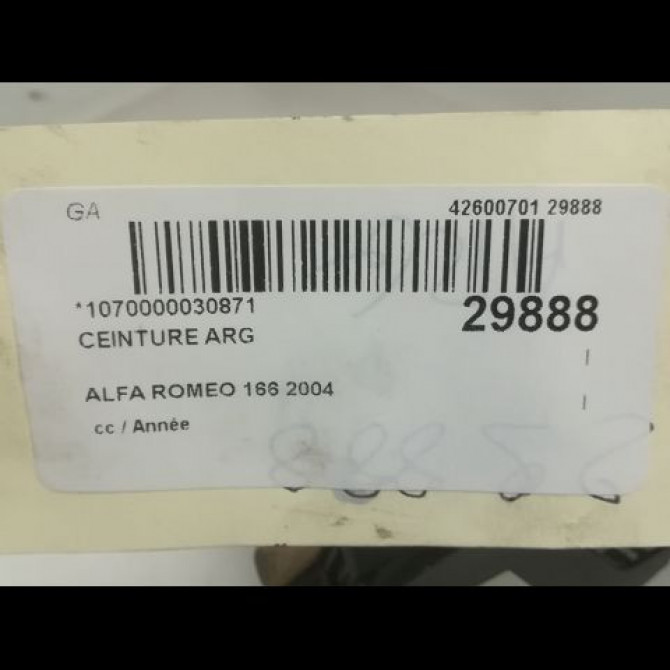 GA
42600701 29888
*1070000030871
29888
CEINTURE ARG
ALFA ROMEO 166 2004
cc / Année